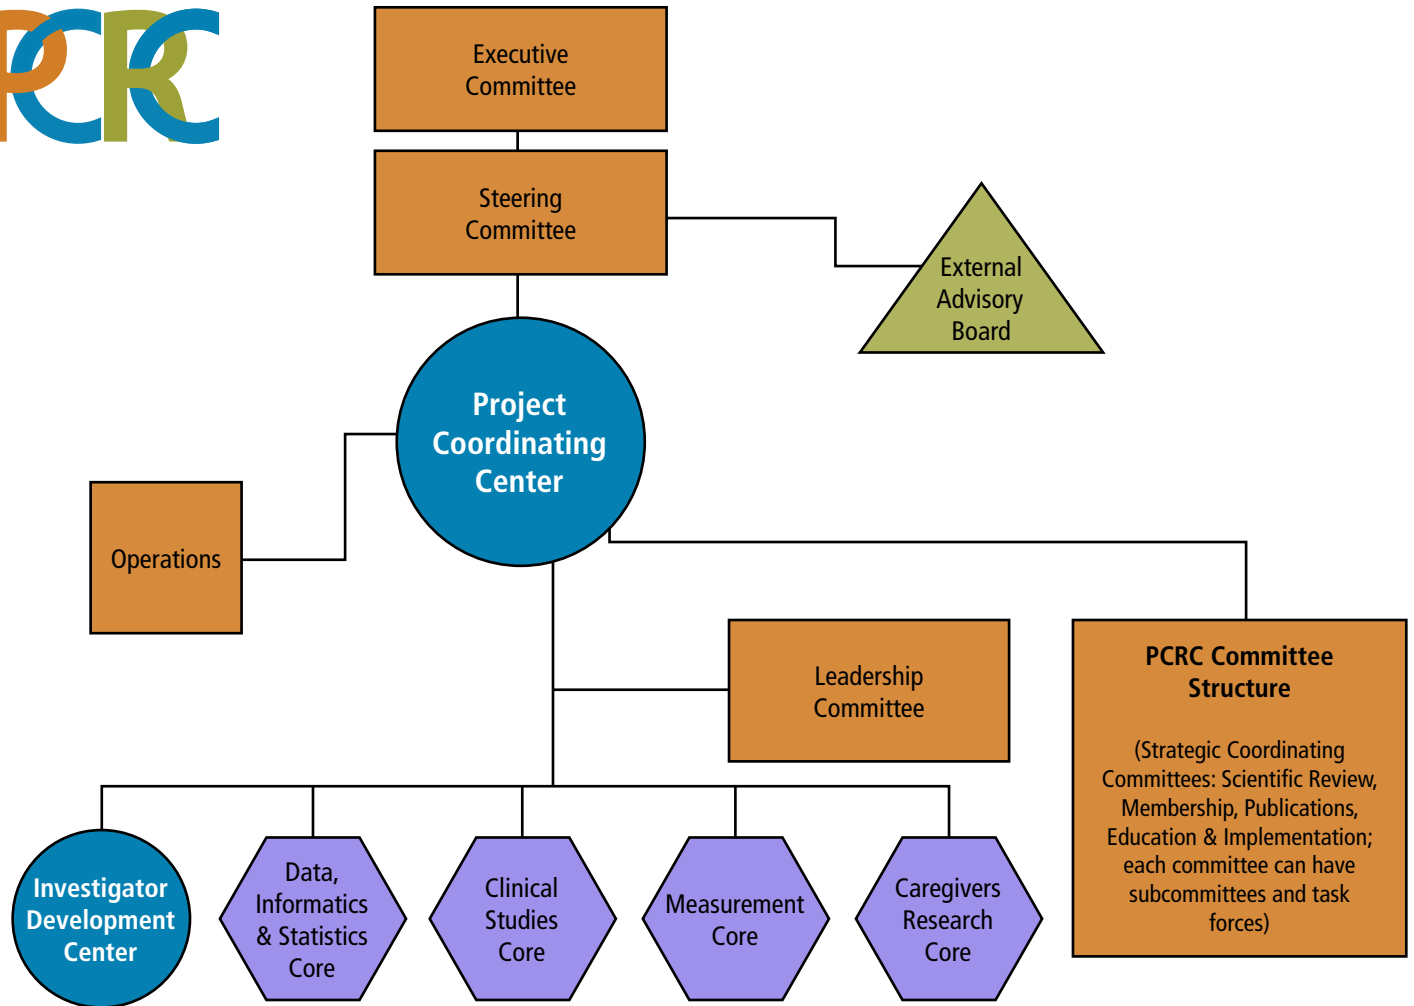 PCRC
Executive
Committee
Steering
Committee
External
Advisory
Board
Project
Coordinating
Center
Operations
Leadership
Committee
PCRC Committee
Structure
(Strategic Coordinating
Committees: Scientific Review,
Membership, Publications,
Education & Implementation;
each committee can have
subcommittees and task
forces)
Investigator
Development
Center
Data,
Informatics
& Statistics
Core
Clinical
Studies
Core
Measurement
Core
Caregivers
Research
Core